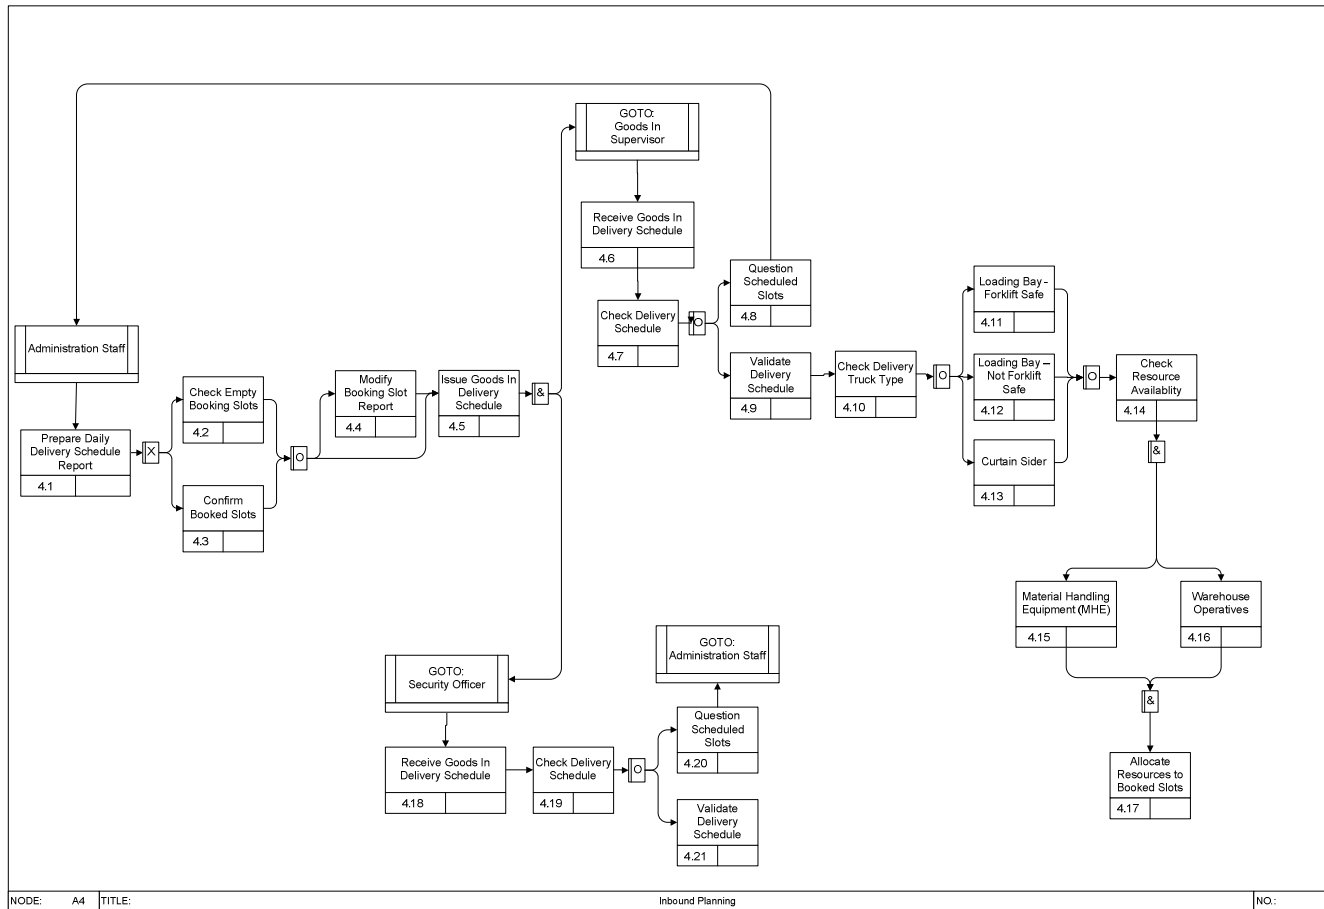 GOTO:
Goods In
Supervisor
Receive Goods In
Delivery Schedule
4.6
Question
Scheduled
Slots
4.8
Check Delivery
Schedule
4.7
O
Validate
Delivery
Schedule
4.9
Check Delivery
Truck Type
4.10
O
Loading Bay -
Forklift Safe
4.11
Loading Bay –
Not Forklift
Safe
4.12
Curtain Sider
4.13
O
Check
Resource
Availablity
4.14
&
Administration Staff
Prepare Daily
Delivery Schedule
Report
4.1
X
Check Empty
Booking Slots
4.2
Confirm
Booked Slots
4.3
O
Modify
Booking Slot
Report
4.4
Issue Goods In
Delivery
Schedule
4.5
&
Material Handling
Equipment (MHE)
4.15
Warehouse
Operatives
4.16
&
Allocate
Resources to
Booked Slots
4.17
GOTO:
Security Officer
Receive Goods In
Delivery Schedule
4.18
Check Delivery
Schedule
4.19
O
GOTO:
Administration Staff
Question
Scheduled
Slots
4.20
Validate
Delivery
Schedule
4.21
NODE: A4 TITLE: Inbound Planning NO.: